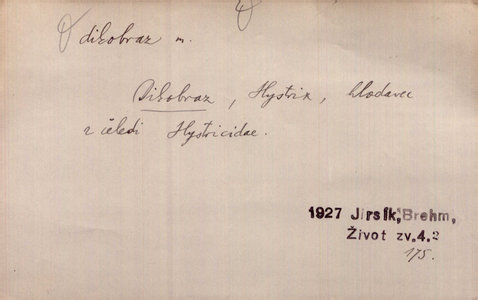 dikobraz m.
Dikobraz, Hystrix, hlodavec
z čeledi Hystricidae.
1927 Jirsík, Brehm,
Život zv. 4.2
175.